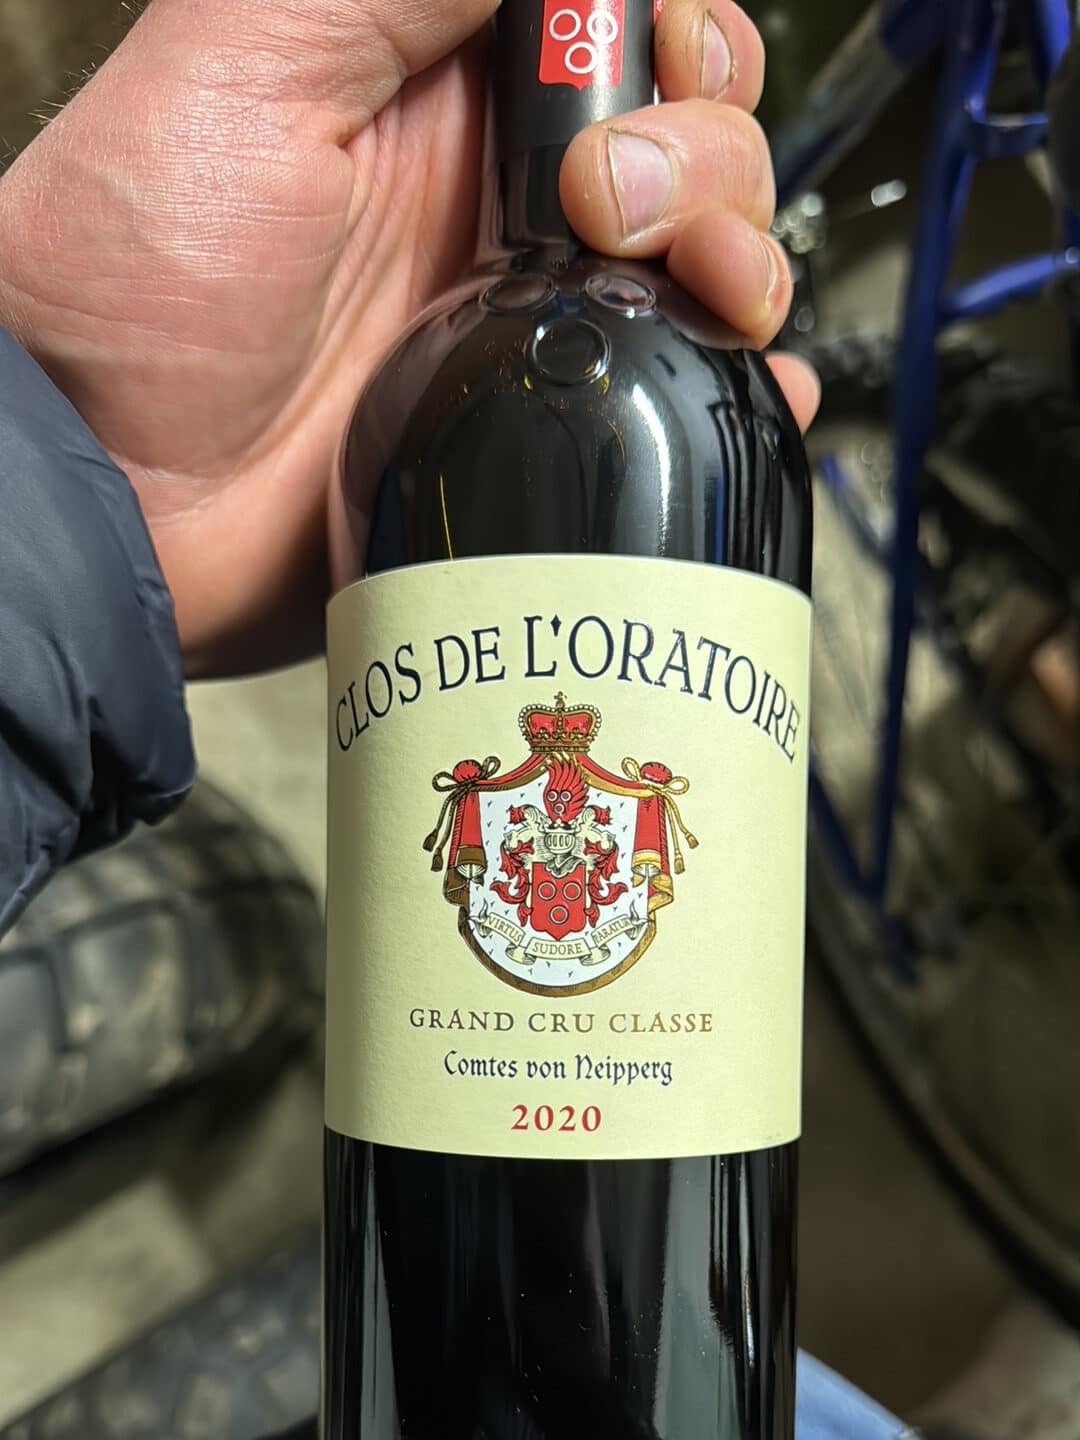 CLOS DE L'ORATOIRE
VIRTUS SUDORE PARATUR
GRAND CRU CLASSE
Comtes von Neipperg
2020